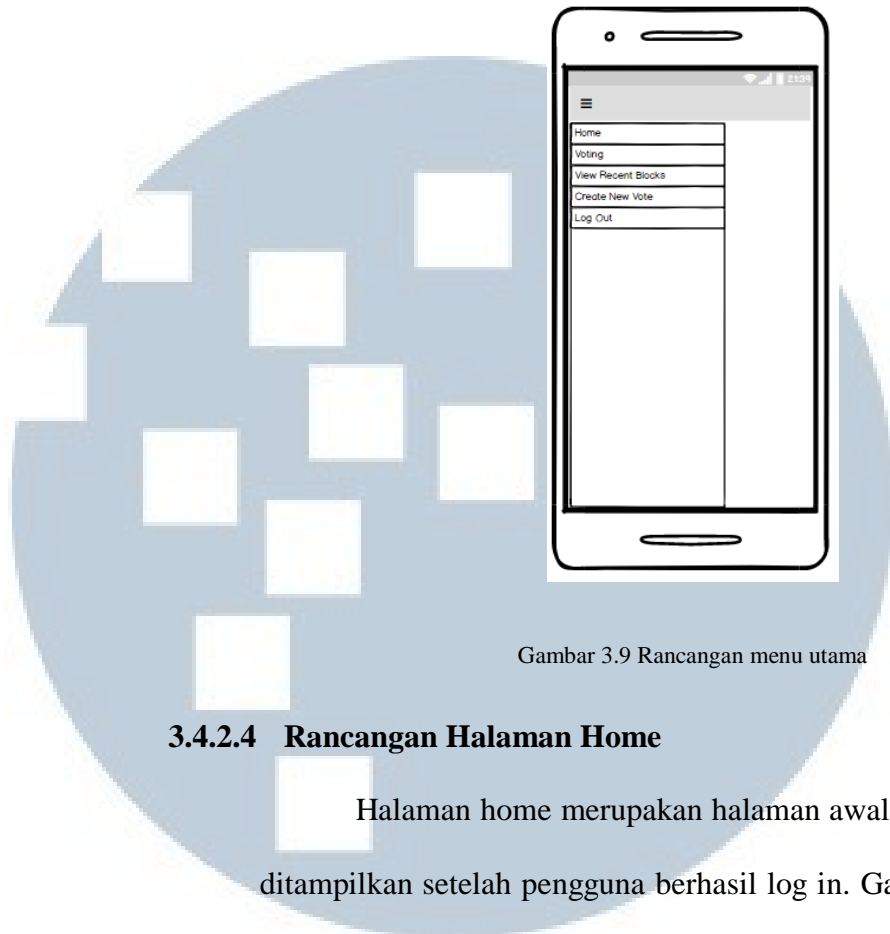 2139
Home
Voting
View Recent Blocks
Create New Vote
Log Out
Gambar 3.9 Rancangan menu utama
3.4.2.4 Rancangan Halaman Home
Halaman home merupakan halaman awal
ditampilkan setelah pengguna berhasil log in.